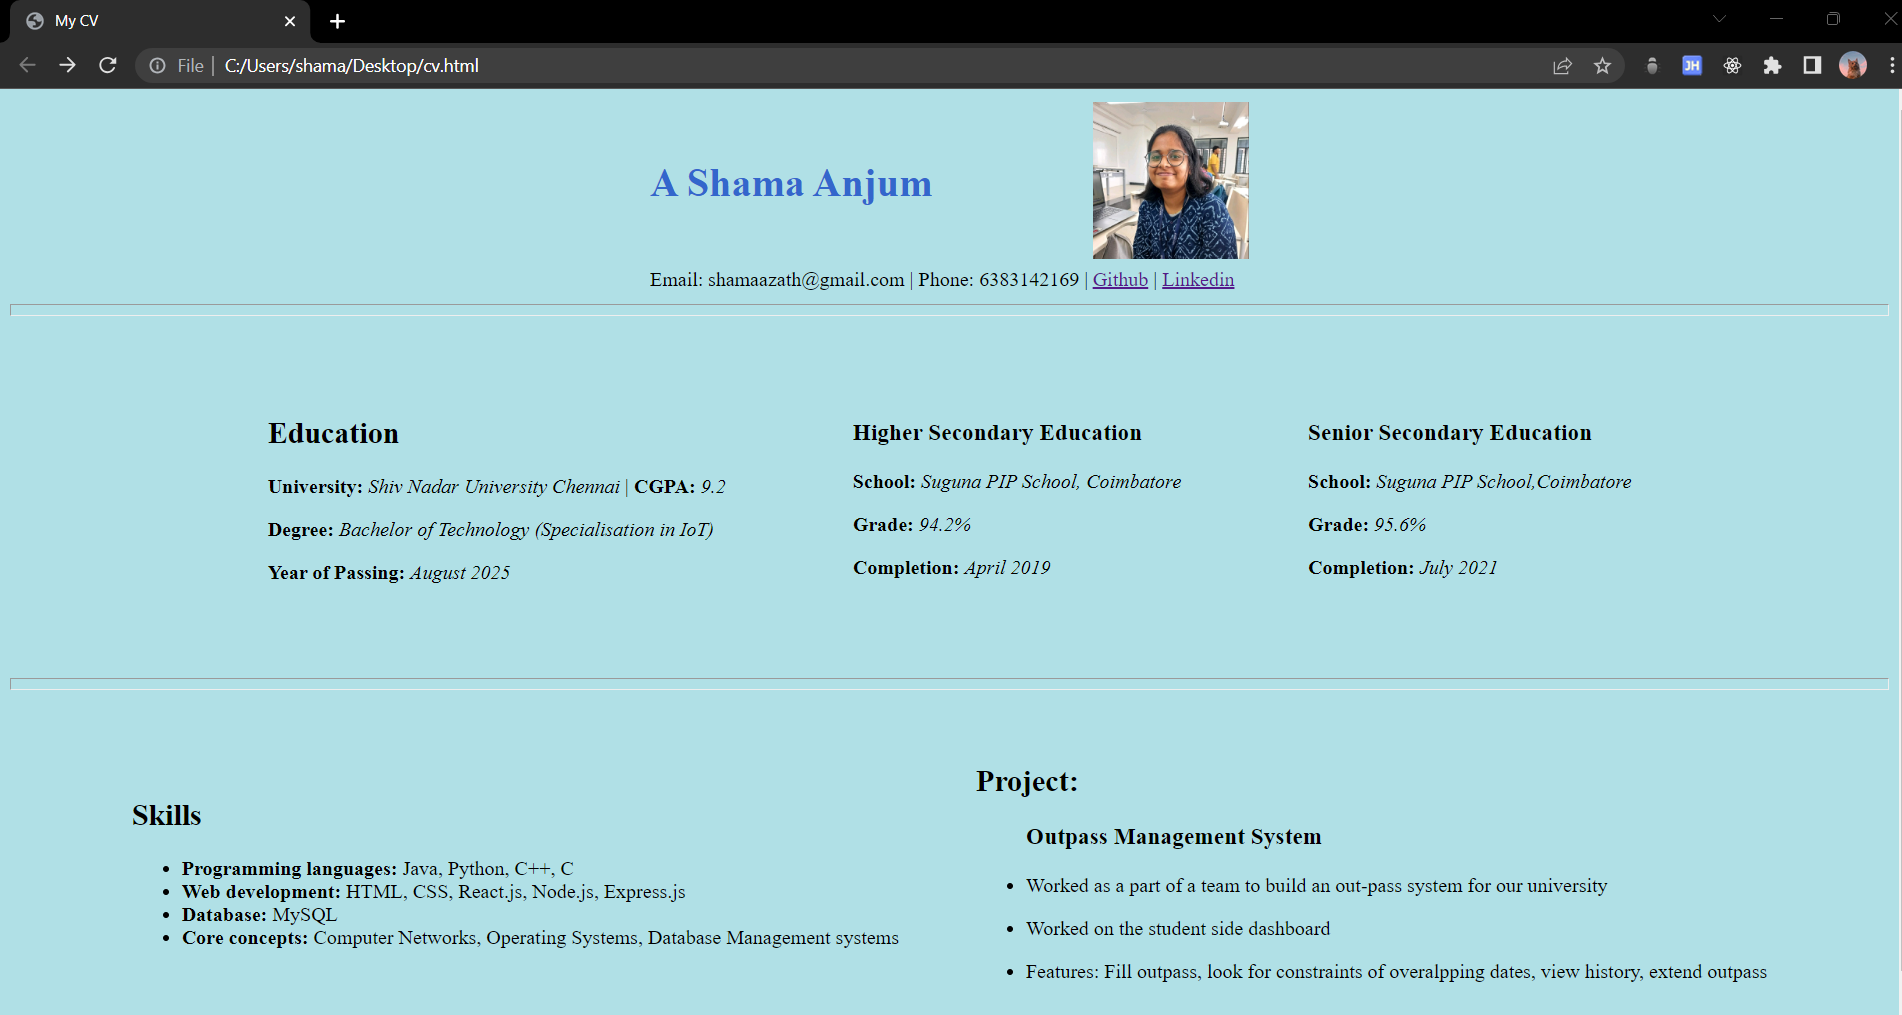 My CV
File | C:/Users/shama/Desktop/cv.html
JH
A Shama Anjum
Email: shamaazath@gmail.com | Phone: 6383142169 | Github | Linkedin
Education
University: Shiv Nadar University Chennai | CGPA: 9.2
Degree: Bachelor of Technology (Specialisation in IoT)
Year of Passing: August 2025
Higher Secondary Education
School: Suguna PIP School, Coimbatore
Grade: 94.2%
Completion: April 2019
Senior Secondary Education
School: Suguna PIP School,Coimbatore
Grade: 95.6%
Completion: July 2021
Skills
• Programming languages: Java, Python, C++, C
• Web development: HTML, CSS, React.js, Node.js, Express.js
• Database: MySQL
• Core concepts: Computer Networks, Operating Systems, Database Management systems
Project:
Outpass Management System
• Worked as a part of a team to build an out-pass system for our university
• Worked on the student side dashboard
• Features: Fill outpass, look for constraints of overalpping dates, view history, extend outpass